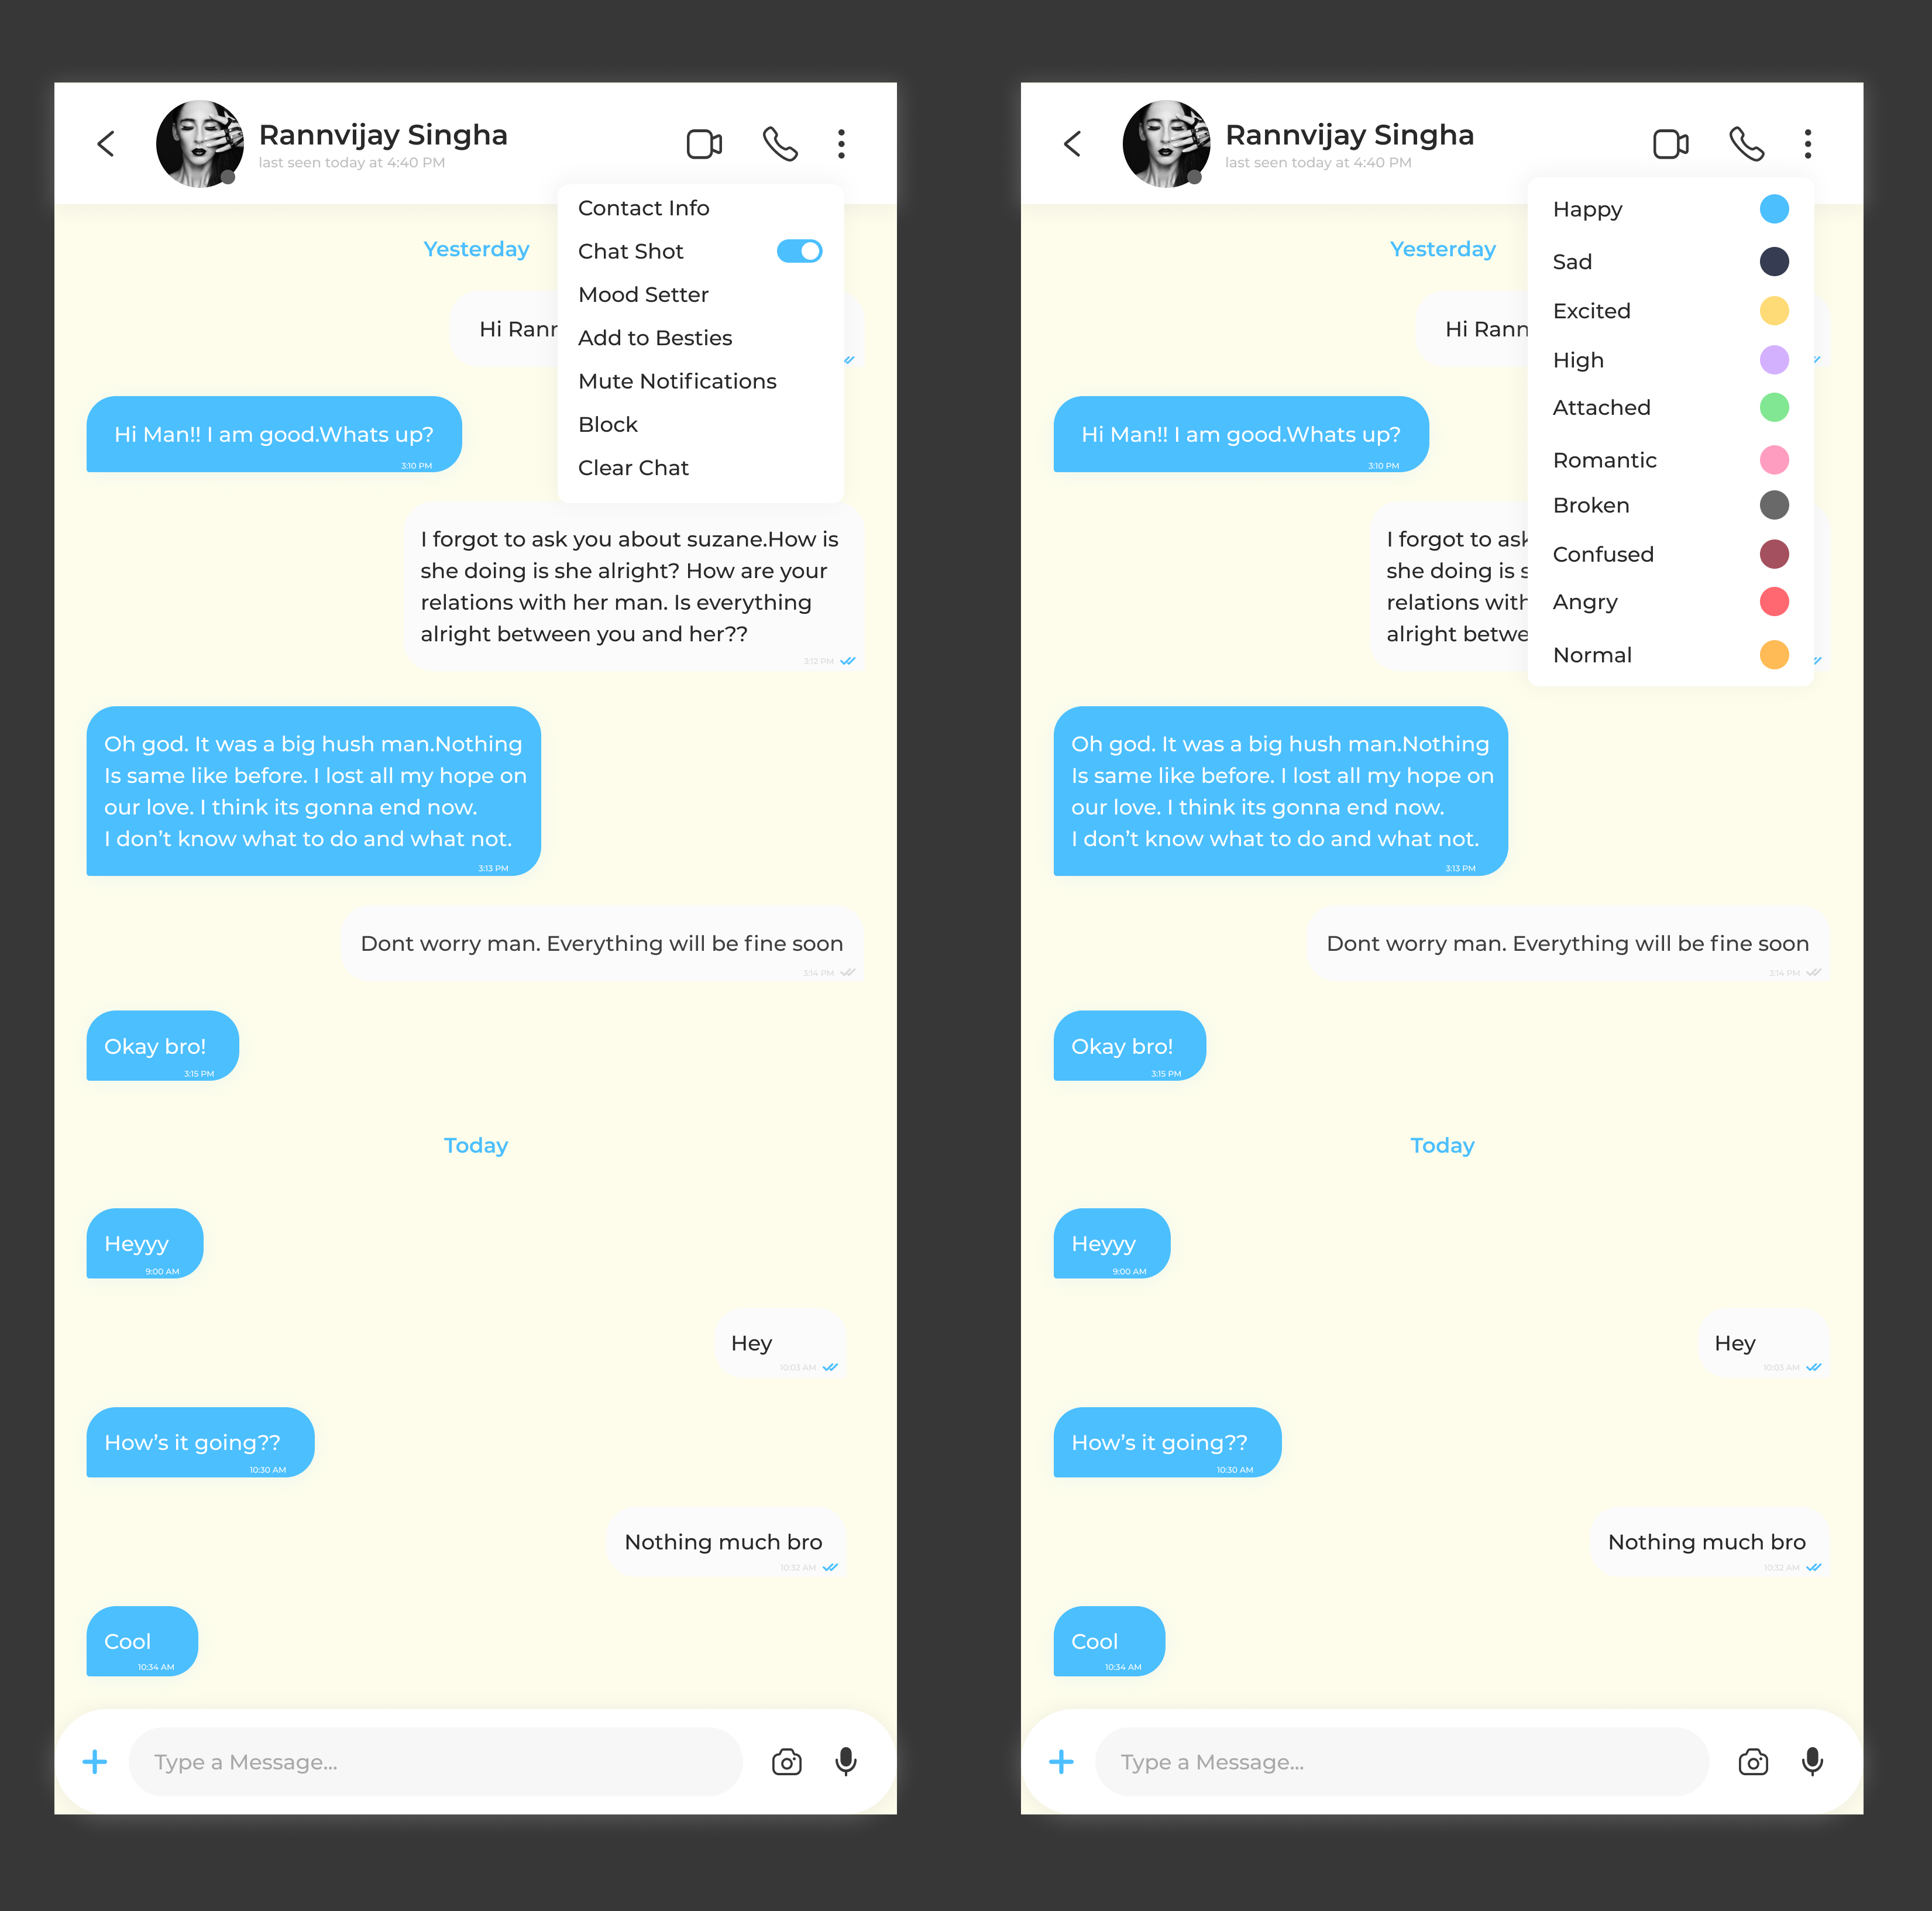 Rannvijay Singha
last seen today at 4:40 PM
Contact Info
Chat Shot
Mood Setter
Add to Besties
Mute Notifications
Block
Clear Chat
Yesterday
Hi
Hi Man!! I am good.Whats up?
3:10 PM
I forgot to ask you about suzane.How is
she doing is she alright? How are your
relations with her man. Is everything
alright between you and her??
3:12 PM
Oh god. It was a big hush man.Nothing
Is same like before. I lost all my hope on
our love. I think its gonna end now.
I don’t know what to do and what not.
3:13 PM
Dont worry man. Everything will be fine soon
3:14 PM
Okay bro!
3:15 PM
Today
Heyyy
9:00 AM
Hey
10:03 AM
How’s it going??
10:30 AM
Nothing much bro
10:32 AM
Cool
10:34 AM
Type a Message...
Rannvijay Singha
last seen today at 4:40 PM
Happy
Sad
Excited
High
Attached
Romantic
Broken
Confused
Angry
Normal
Yesterday
Hi Rann
Hi Man!! I am good.Whats up?
3:10 PM
I forgot to ask
she doing is
relations with
alright
Oh god. It was a big hush man.Nothing
Is same like before. I lost all my hope on
our love. I think its gonna end now.
I don’t know what to do and what not.
3:13 PM
Dont worry man. Everything will be fine soon
3:14 PM
Okay bro!
3:15 PM
Today
Heyyy
9:00 AM
Hey
10:03 AM
How’s it going??
10:30 AM
Nothing much bro
10:32 AM
Cool
10:34 AM
Type a Message...